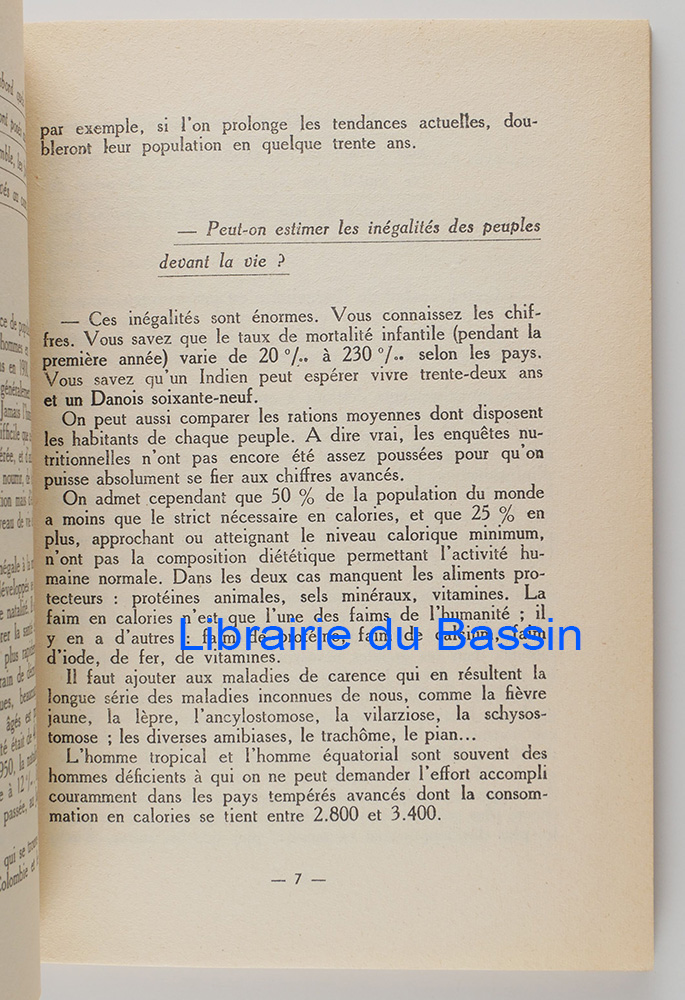 par exemple, si l'on prolonge les tendances actuelles, dou-
bleront leur population en quelque trente ans.
— Peut-on estimer les inégalités des peuples
devant la vie ?
— Ces inégalités sont énormes. Vous connaissez les chif-
fres. Vous savez que le taux de mortalité infantile (pendant la
première année) varie de 20 °/.. à 230 °/.. selon les pays.
Vous savez qu'un Indien peut espérer vivre trente-deux ans
et un Danois soixante-neuf.
On peut aussi comparer les rations moyennes dont disposent
les habitants de chaque peuple. A dire vrai, les enquêtes nu-
tritionnelles n'ont pas encore été assez poussées pour qu'on
puisse absolument se fier aux chiffres avancés.
On admet cependant que 50 % de la population du monde
a moins que le strict nécessaire en calories, et que 25 % en
plus, approchant ou atteignant le niveau calorique minimum,
n'ont pas la composition diététique permettant l'activité hu-
maine normale. Dans les deux cas manquent les aliments pro-
tecteurs : protéines animales, sels minéraux, vitamines. La
faim en calories n'est que l'une des faims de l'humanité ; il
y en a d'autres : faim de protéine, faim de calcium, faim
Librairie du Bassin
d'iode, de fer, de vitamines.
Il faut ajouter aux maladies de carence qui en résultent la
longue série des maladies inconnues de nous, comme la fièvre
jaune, la lèpre, l'ancylostomose, la vilarziose, la schysos-
tomose ; les diverses amibiases, le trachôme, le pian...
L'homme tropical et l'homme équatorial sont souvent des
hommes déficients à qui on ne peut demander l'effort accompli
couramment dans les pays tempérés avancés dont la consom-
mation en calories se tient entre 2.800 et 3.400.
— 7 —